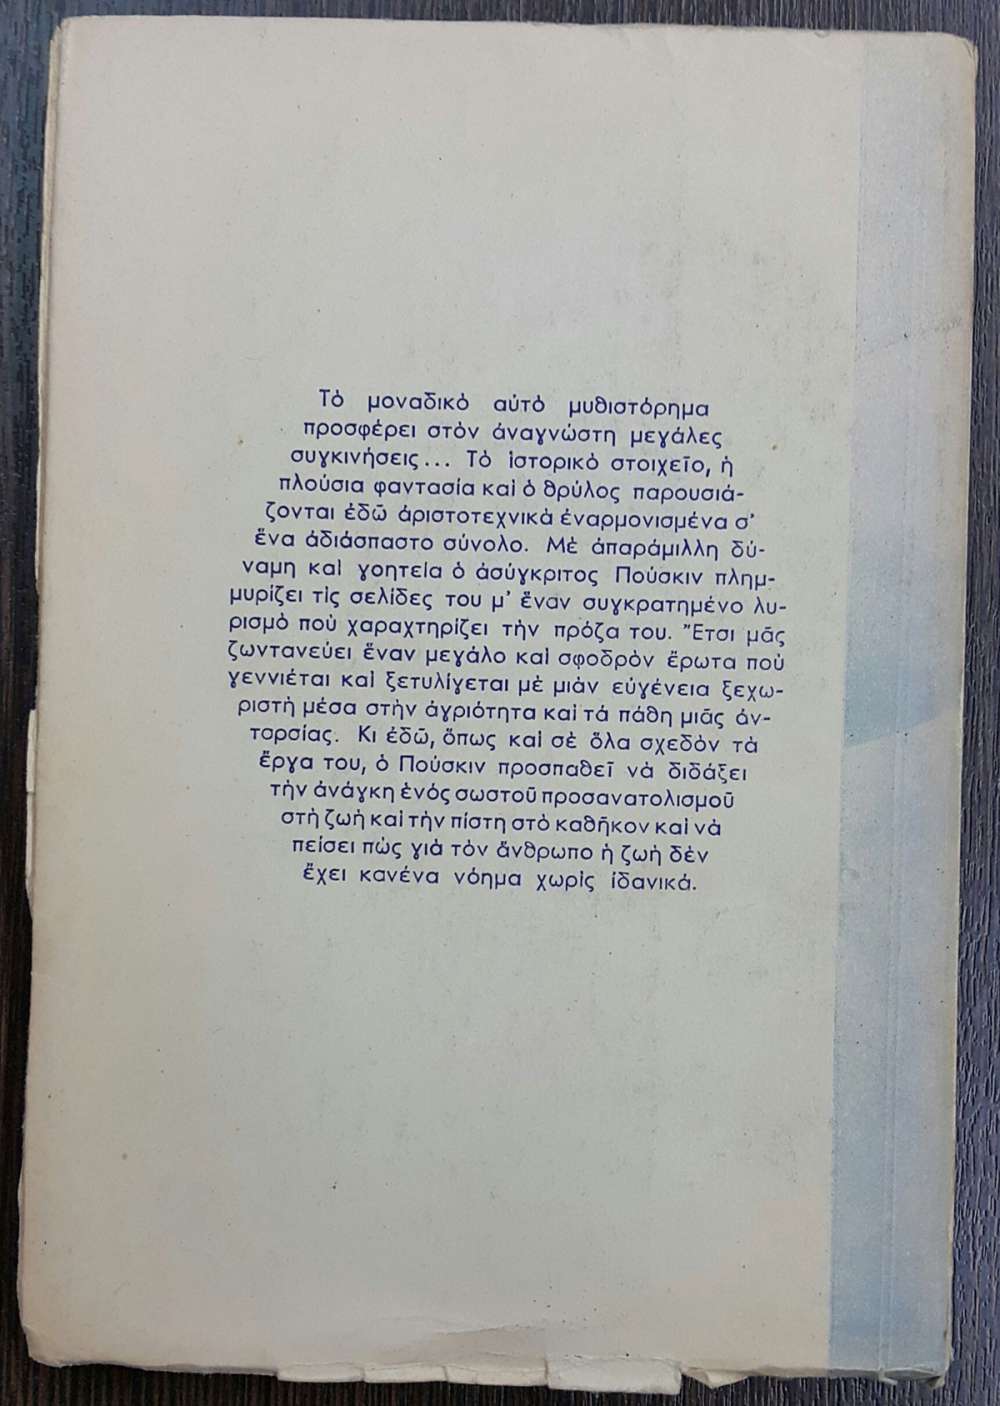 Τὸ μοναδικὸ αὐτὸ μυθιστόρημα
προσφέρει στὸν ἀναγνώστη μεγάλες
συγκινήσεις... Τὸ ἱστορικὸ στοιχεῖο, ἡ
πλούσια φαντασία καὶ ὁ θρύλος παρουσιά-
ζονται ἐδῶ ἀριστοτεχνικὰ ἐναρμονισμένα σ'
ἕνα ἀδιάσπαστο σύνολο. Μὲ ἀπαράμιλλη δύ-
ναμη καὶ γοητεία ὁ ἀσύγκριτος Πούσκιν πλημ-
μυρίζει τὶς σελίδες του μ' ἕναν συγκρατημένο λυ-
ρισμὸ ποὺ χαραχτηρίζει τὴν πρόζα του. Ἔτσι μᾶς
ζωντανεύει ἕναν μεγάλο καὶ σφοδρὸν ἔρωτα ποὺ
γεννιέται καὶ ξετυλίγεται μὲ μιὰν εὐγένεια ξεχω-
ριστὴ μέσα στὴν ἀγριότητα καὶ τὰ πάθη μιᾶς ἀν-
ταρσίας. Κι ἐδῶ, ὅπως καὶ σὲ ὅλα σχεδὸν τὰ
ἔργα του, ὁ Πούσκιν προσπαθεῖ νὰ διδάξει
τὴν ἀνάγκη ἑνὸς σωστοῦ προσανατολισμοῦ
στὴ ζωὴ καὶ τὴν πίστη στὸ καθῆκον καὶ νὰ
πείσει πὼς γιὰ τὸν ἄνθρωπο ἡ ζωὴ δὲν
ἔχει κανένα νόημα χωρὶς ἰδανικά.